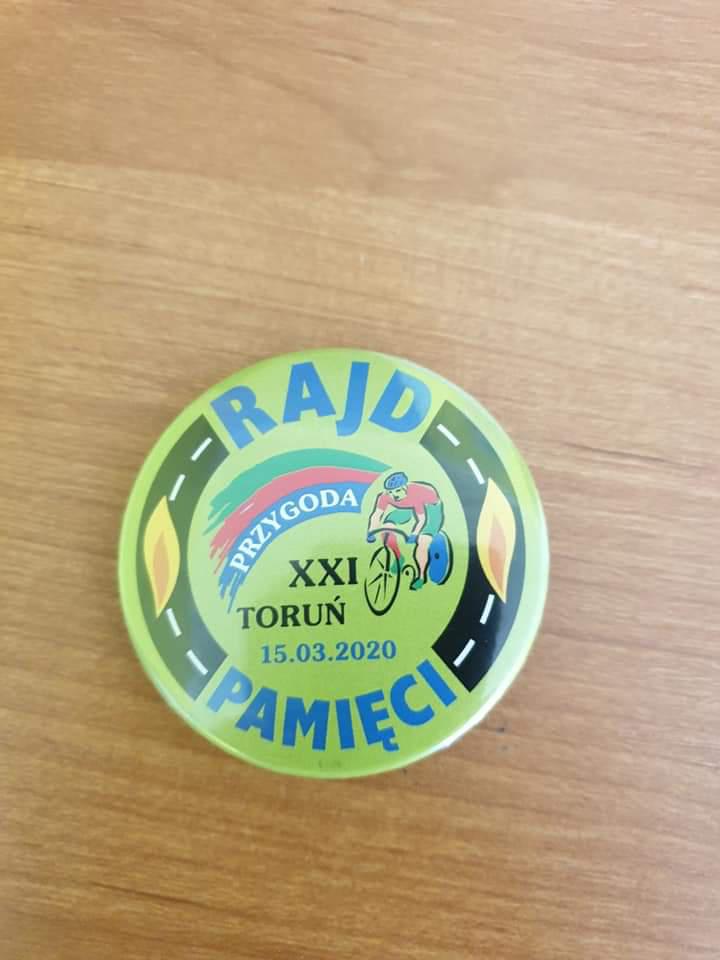 RAJD
PRZYGODA
XXI
TORUŃ
15.03.2020
PAMIĘCI